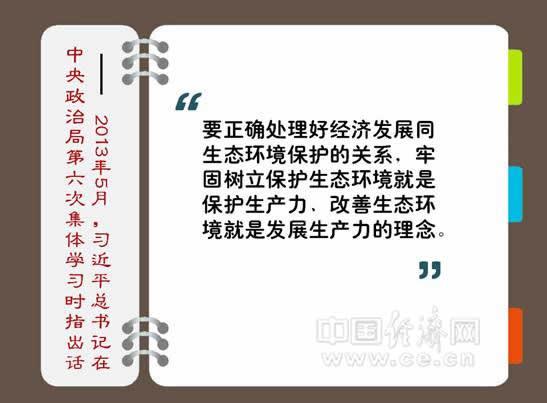 要正确处理好经济发展同
生态环境保护的关系、牢
固树立保护生态环境就是
保护生产力、改善生态环
境就是发展生产力的理念。
——2013年5月，习近平总书记在
中央政治局第六次集体学习时指出话
中国经济网
www.ce.cn